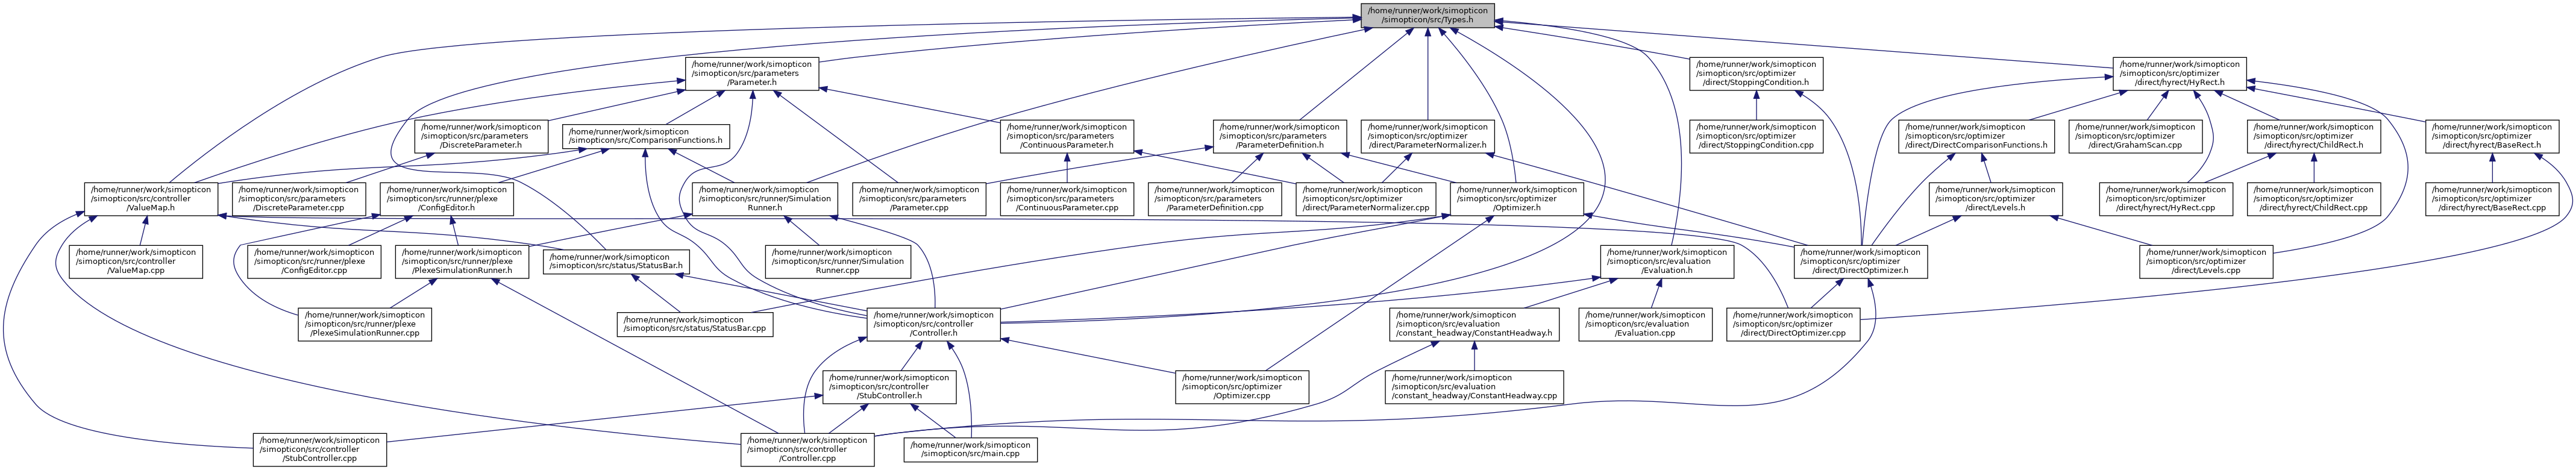 /home/runner/work/simopticon
/simopticon/src/Types.h
/home/runner/work/simopticon
/simopticon/src/parameters
/Parameter.h
/home/runner/work/simopticon
/simopticon/src/optimizer
/direct/StoppingCondition.h
/home/runner/work/simopticon
/simopticon/src/optimizer
/direct/hyrect/HyRect.h
/home/runner/work/simopticon
/simopticon/src/parameters
/DiscreteParameter.h
/home/runner/work/simopticon
/simopticon/src/ComparisonFunctions.h
/home/runner/work/simopticon
/simopticon/src/parameters
/ContinuousParameter.h
/home/runner/work/simopticon
/simopticon/src/parameters
/ParameterDefinition.h
/home/runner/work/simopticon
/simopticon/src/optimizer
/direct/ParameterNormalizer.h
/home/runner/work/simopticon
/simopticon/src/optimizer
/direct/StoppingCondition.cpp
/home/runner/work/simopticon
/simopticon/src/optimizer
/direct/DirectComparisonFunctions.h
/home/runner/work/simopticon
/simopticon/src/optimizer
/direct/GrahamScan.cpp
/home/runner/work/simopticon
/simopticon/src/optimizer
/direct/hyrect/ChildRect.h
/home/runner/work/simopticon
/simopticon/src/optimizer
/direct/hyrect/BaseRect.h
/home/runner/work/simopticon
/simopticon/src/controller
/ValueMap.h
/home/runner/work/simopticon
/simopticon/src/parameters
/DiscreteParameter.cpp
/home/runner/work/simopticon
/simopticon/src/runner/plexe
/ConfigEditor.h
/home/runner/work/simopticon
/simopticon/src/runner/Simulation
Runner.h
/home/runner/work/simopticon
/simopticon/src/parameters
/Parameter.cpp
/home/runner/work/simopticon
/simopticon/src/parameters
/ContinuousParameter.cpp
/home/runner/work/simopticon
/simopticon/src/parameters
/ParameterDefinition.cpp
/home/runner/work/simopticon
/simopticon/src/optimizer
/direct/ParameterNormalizer.cpp
/home/runner/work/simopticon
/simopticon/src/optimizer
/Optimizer.h
/home/runner/work/simopticon
/simopticon/src/optimizer
/direct/Levels.h
/home/runner/work/simopticon
/simopticon/src/optimizer
/direct/hyrect/HyRect.cpp
/home/runner/work/simopticon
/simopticon/src/optimizer
/direct/hyrect/ChildRect.cpp
/home/runner/work/simopticon
/simopticon/src/optimizer
/direct/hyrect/BaseRect.cpp
/home/runner/work/simopticon
/simopticon/src/controller
/ValueMap.cpp
/home/runner/work/simopticon
/simopticon/src/runner/plexe
/ConfigEditor.cpp
/home/runner/work/simopticon
/simopticon/src/runner/plexe
/PlexeSimulationRunner.h
/home/runner/work/simopticon
/simopticon/src/status/StatusBar.h
/home/runner/work/simopticon
/simopticon/src/runner/Simulation
Runner.cpp
/home/runner/work/simopticon
/simopticon/src/evaluation
/Evaluation.h
/home/runner/work/simopticon
/simopticon/src/optimizer
/direct/DirectOptimizer.h
/home/runner/work/simopticon
/simopticon/src/optimizer
/direct/Levels.cpp
/home/runner/work/simopticon
/simopticon/src/runner/plexe
/PlexeSimulationRunner.cpp
/home/runner/work/simopticon
/simopticon/src/status/StatusBar.cpp
/home/runner/work/simopticon
/simopticon/src/controller
/Controller.h
/home/runner/work/simopticon
/simopticon/src/evaluation
/constant_headway/ConstantHeadway.h
/home/runner/work/simopticon
/simopticon/src/evaluation
/Evaluation.cpp
/home/runner/work/simopticon
/simopticon/src/optimizer
/direct/DirectOptimizer.cpp
/home/runner/work/simopticon
/simopticon/src/controller
/StubController.h
/home/runner/work/simopticon
/simopticon/src/optimizer
/Optimizer.cpp
/home/runner/work/simopticon
/simopticon/src/evaluation
/constant_headway/ConstantHeadway.cpp
/home/runner/work/simopticon
/simopticon/src/controller
/StubController.cpp
/home/runner/work/simopticon
/simopticon/src/controller
/Controller.cpp
/home/runner/work/simopticon
/simopticon/src/main.cpp